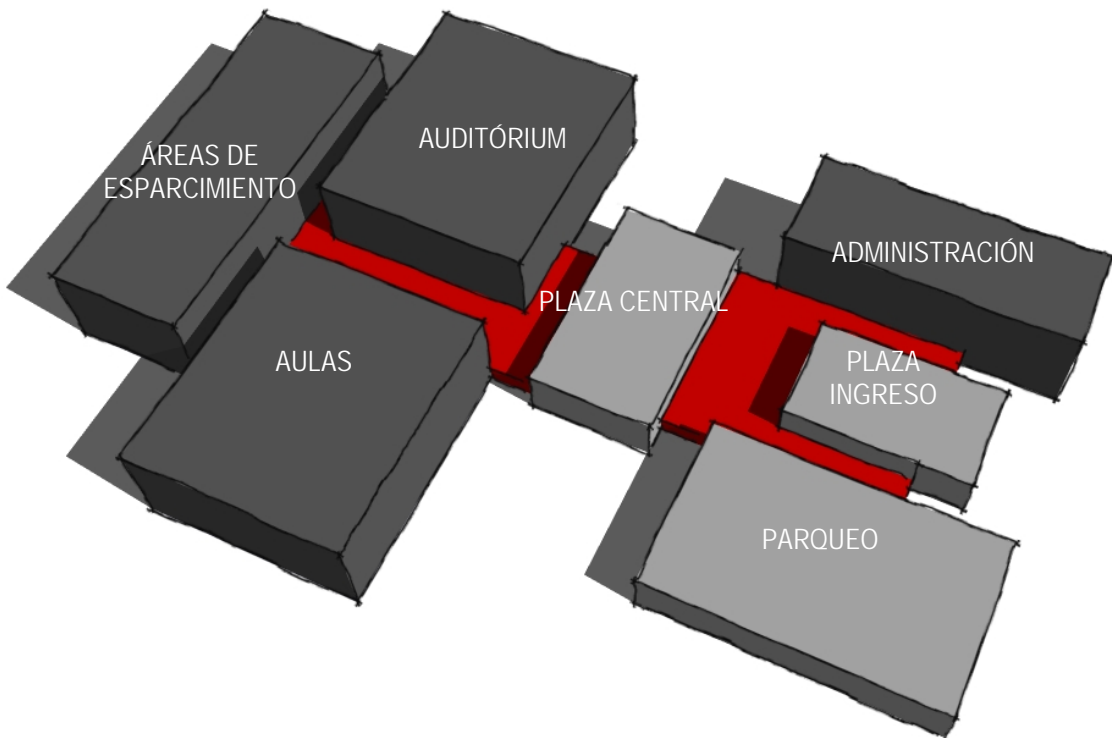 ÁREAS DE
ESPARCIMIENTO
AUDITÓRIUM
ADMINISTRACIÓN
PLAZA CENTRAL
AULAS
PLAZA
INGRESO
PARQUEO